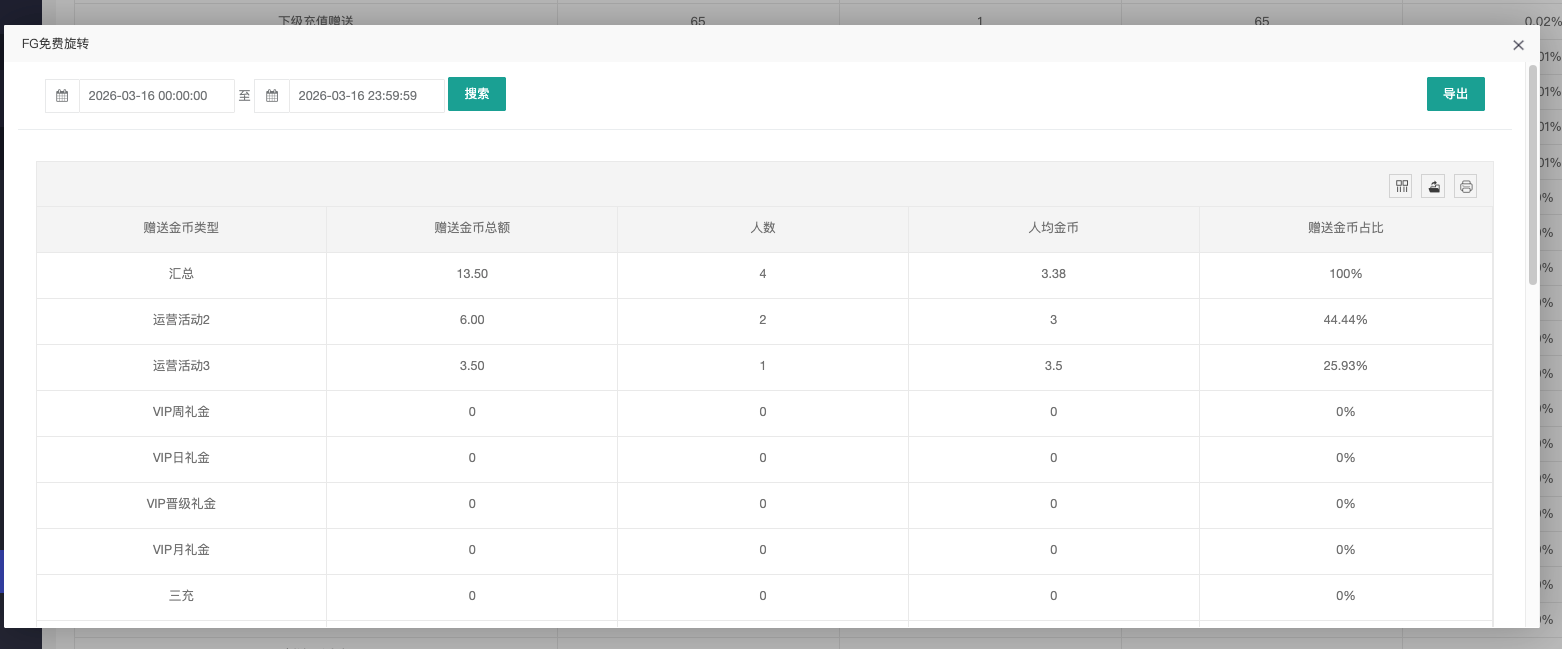 下级充值赠送 65 1 65 0.02%
FG免费旋转
2026-03-16 00:00:00 至 2026-03-16 23:59:59 搜索 导出
赠送金币类型 赠送金币总额 人数 人均金币 赠送金币占比
汇总 13.50 4 3.38 100%
运营活动2 6.00 2 3 44.44%
运营活动3 3.50 1 3.5 25.93%
VIP周礼金 0 0 0 0%
VIP日礼金 0 0 0 0%
VIP晋级礼金 0 0 0 0%
VIP月礼金 0 0 0 0%
三充 0 0 0 0%